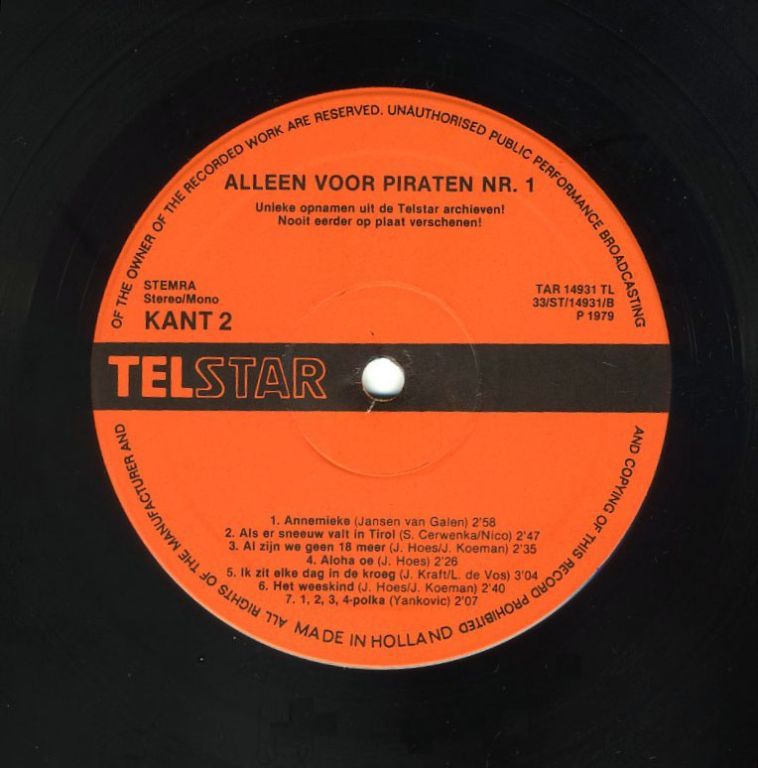 ALL RIGHTS OF THE MANUFACTURER AND OF THE OWNER OF THE RECORDED WORK ARE RESERVED. UNAUTHORISED PUBLIC PERFORMANCE BROADCASTING AND COPYING OF THIS RECORD PROHIBITED
ALLEEN VOOR PIRATEN NR. 1
Unieke opnamen uit de Telstar archieven!
Nooit eerder op plaat verschenen!
STEMRA
Stereo/Mono
KANT 2
TAR 14931 TL
33/ST/14931/B
P 1979
TELSTAR
1. Annemieke (Jansen van Galen) 2'58
2. Als er sneeuw valt in Tirol (S. Cerwenka/Nico) 2'47
3. Al zijn we geen 18 meer (J. Hoes/J. Koeman) 2'35
4. Aloha oe (J. Hoes) 2'26
5. Ik zit elke dag in de kroeg (J. Kraft/L. de Vos) 3'04
6. Het weeskind (J. Hoes/J. Koeman) 2'40
7. 1, 2, 3, 4-polka (Yankovic) 2'07
MADE IN HOLLAND